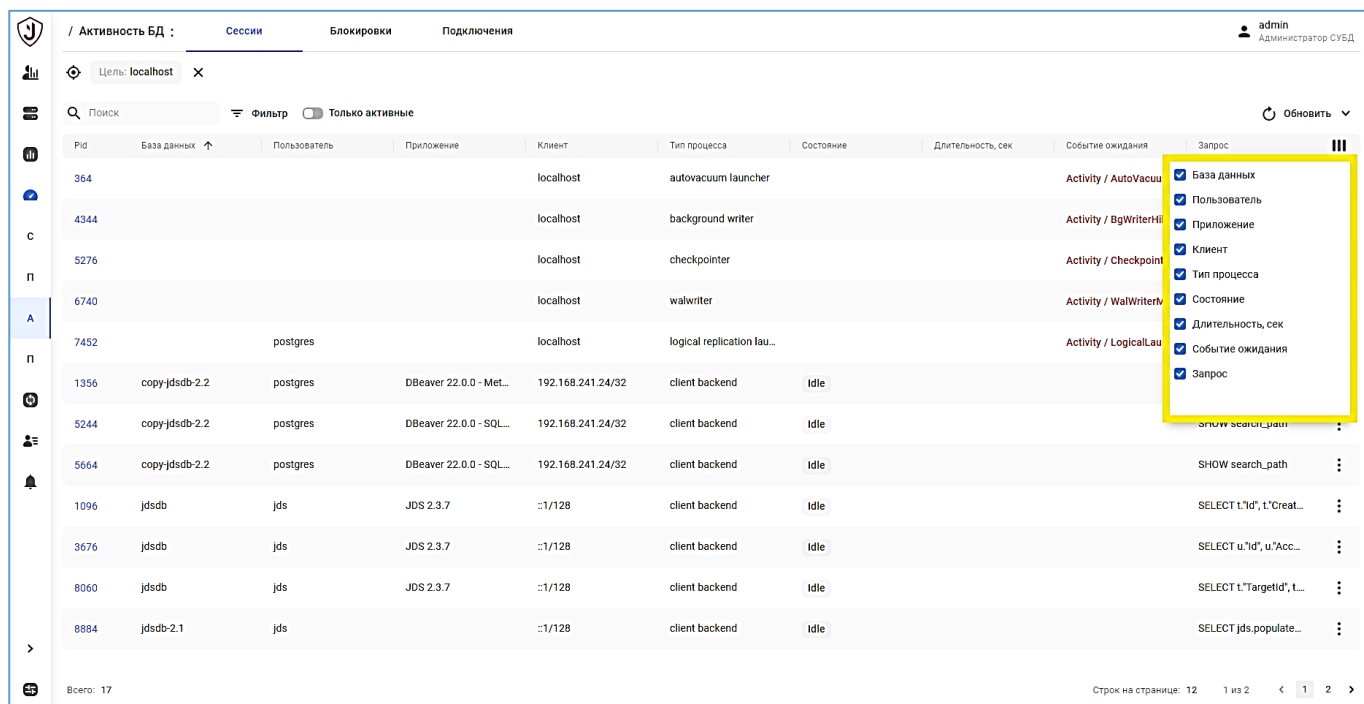 / Активность БД :
Сессии
Блокировки
Подключения
admin
Администратор СУБД
Цель: localhost
Поиск
Фильтр
Только активные
Обновить
Pid База данных Пользователь Приложение Клиент Тип процесса Состояние Длительность, сек Событие ожидания Запрос
364 localhost autovacuum launcher Activity / AutoVacuu
4344 localhost background writer Activity / BgWriterHi
5276 localhost checkpointer Activity / Checkpoint
6740 localhost walwriter Activity / WalWriterM
7452 postgres localhost logical replication lau... Activity / LogicalLau
1356 copy-jdsdb-2.2 postgres DBeaver 22.0.0 - Met... 192.168.241.24/32 client backend Idle
5244 copy-jdsdb-2.2 postgres DBeaver 22.0.0 - SQL... 192.168.241.24/32 client backend Idle SHOW search_path
5664 copy-jdsdb-2.2 postgres DBeaver 22.0.0 - SQL... 192.168.241.24/32 client backend Idle SHOW search_path
1096 jdsdb jds JDS 2.3.7 ::1/128 client backend Idle SELECT t."Id", t."Creat...
3676 jdsdb jds JDS 2.3.7 ::1/128 client backend Idle SELECT u."Id", u."Acc...
8060 jdsdb jds JDS 2.3.7 ::1/128 client backend Idle SELECT t."TargetId", t....
8884 jdsdb-2.1 jds ::1/128 client backend Idle SELECT jds.populate...
База данных
Пользователь
Приложение
Клиент
Тип процесса
Состояние
Длительность, сек
Событие ожидания
Запрос
С
П
А
П
Всего: 17
Строк на странице: 12 1 из 2 1 2